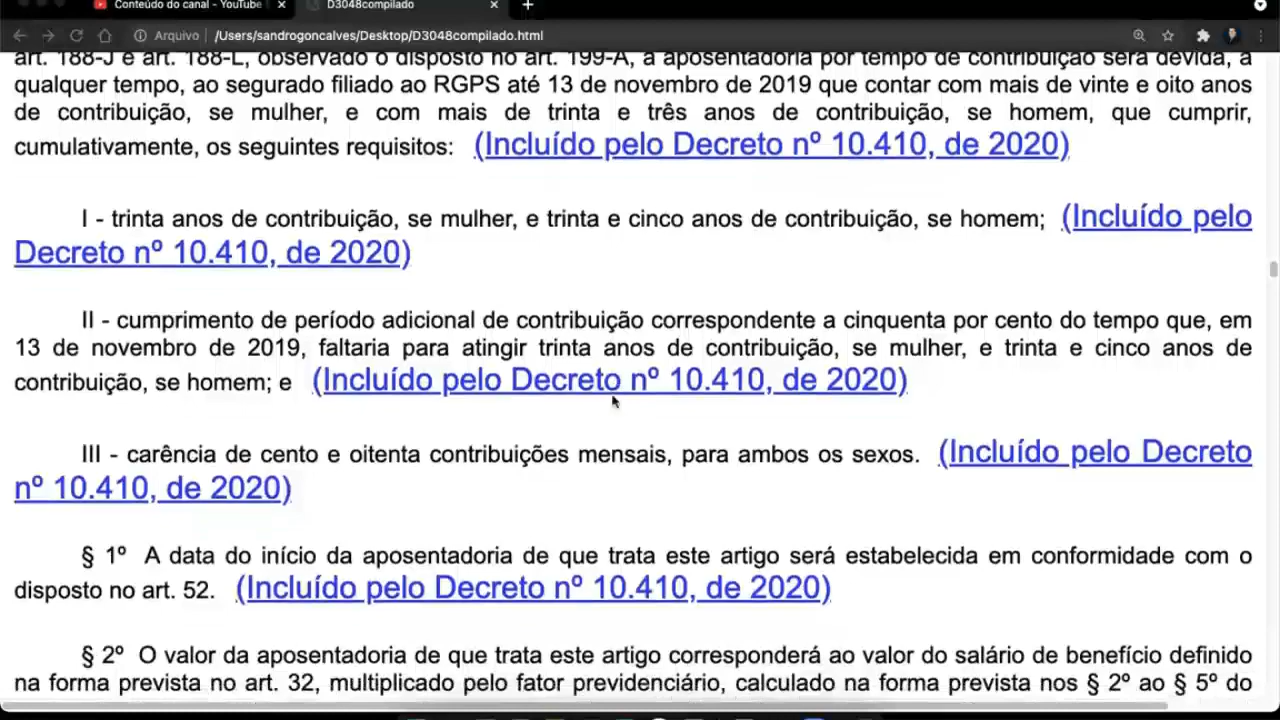 Conteúdo do canal - YouTube
D3048compilado
Arquivo | /Users/sandrogoncalves/Desktop/D3048compilado.html
art. 188-J e art. 188-L, observado o disposto no art. 199-A, a aposentadoria por tempo de contribuição será devida, a
qualquer tempo, ao segurado filiado ao RGPS até 13 de novembro de 2019 que contar com mais de vinte e oito anos
de contribuição, se mulher, e com mais de trinta e três anos de contribuição, se homem, que cumprir,
cumulativamente, os seguintes requisitos: (Incluído pelo Decreto nº 10.410, de 2020)
I - trinta anos de contribuição, se mulher, e trinta e cinco anos de contribuição, se homem; (Incluído pelo
Decreto nº 10.410, de 2020)
II - cumprimento de período adicional de contribuição correspondente a cinquenta por cento do tempo que, em
13 de novembro de 2019, faltaria para atingir trinta anos de contribuição, se mulher, e trinta e cinco anos de
contribuição, se homem; e (Incluído pelo Decreto nº 10.410, de 2020)
III - carência de cento e oitenta contribuições mensais, para ambos os sexos. (Incluído pelo Decreto
nº 10.410, de 2020)
§ 1º A data do início da aposentadoria de que trata este artigo será estabelecida em conformidade com o
disposto no art. 52. (Incluído pelo Decreto nº 10.410, de 2020)
§ 2º O valor da aposentadoria de que trata este artigo corresponderá ao valor do salário de benefício definido
na forma prevista no art. 32, multiplicado pelo fator previdenciário, calculado na forma prevista nos § 2º ao § 5º do